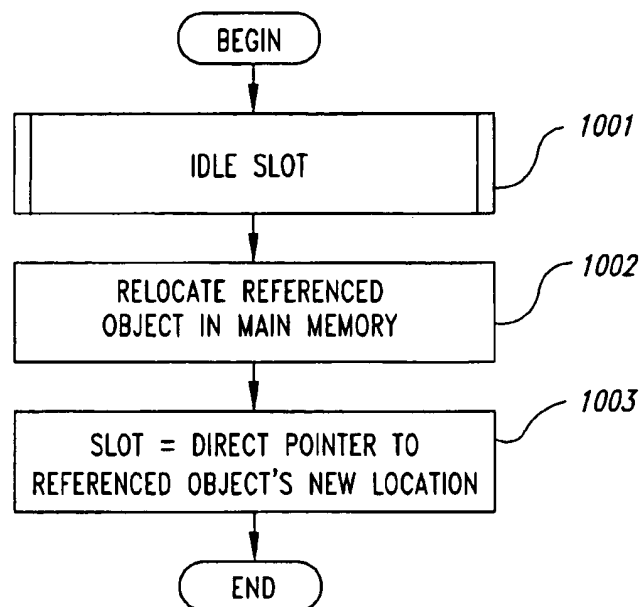 BEGIN
IDLE SLOT
1001
RELOCATE REFERENCED
OBJECT IN MAIN MEMORY
1002
SLOT = DIRECT POINTER TO
REFERENCED OBJECT'S NEW LOCATION
1003
END